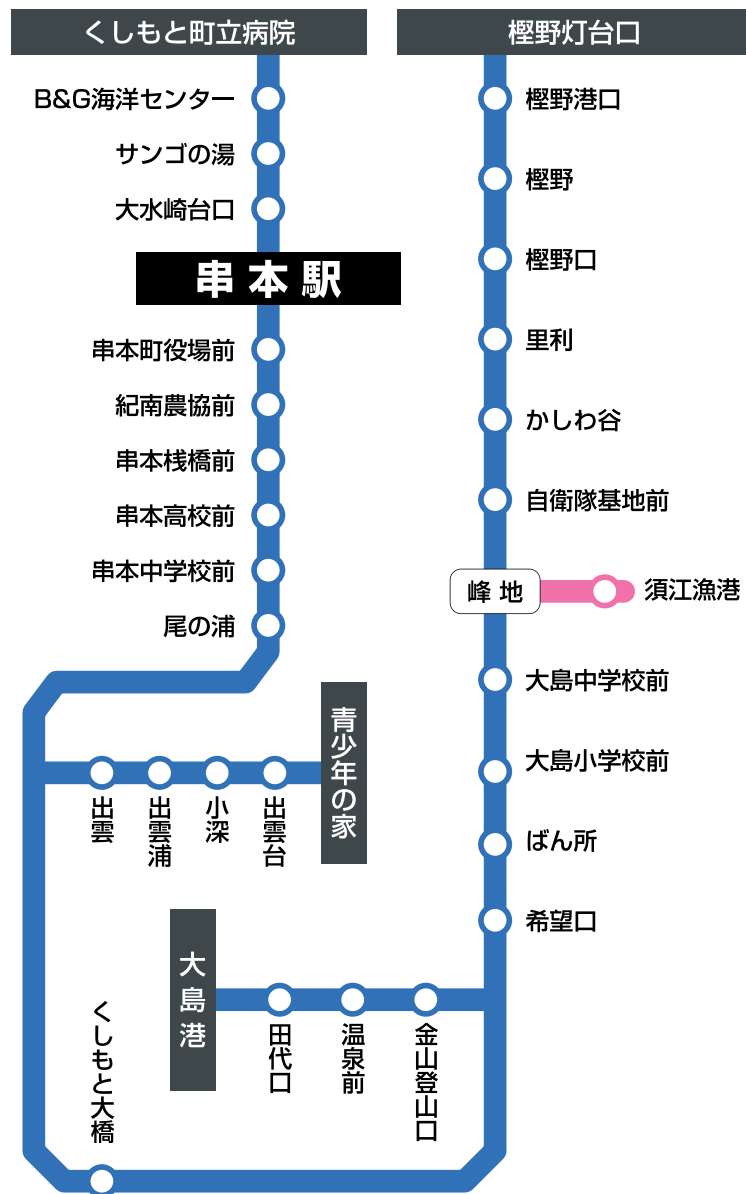 くしもと町立病院
B&G海洋センター
サンゴの湯
大水崎台口
串本駅
串本町役場前
紀南農協前
串本桟橋前
串本高校前
串本中学校前
尾の浦
出雲
出雲浦
小深
出雲台
青少年の家
くしもと大橋
大島港
田代口
温泉前
金山登山口
樫野灯台口
樫野港口
樫野
樫野口
里利
かしわ谷
自衛隊基地前
峰地
須江漁港
大島中学校前
大島小学校前
ばん所
希望口